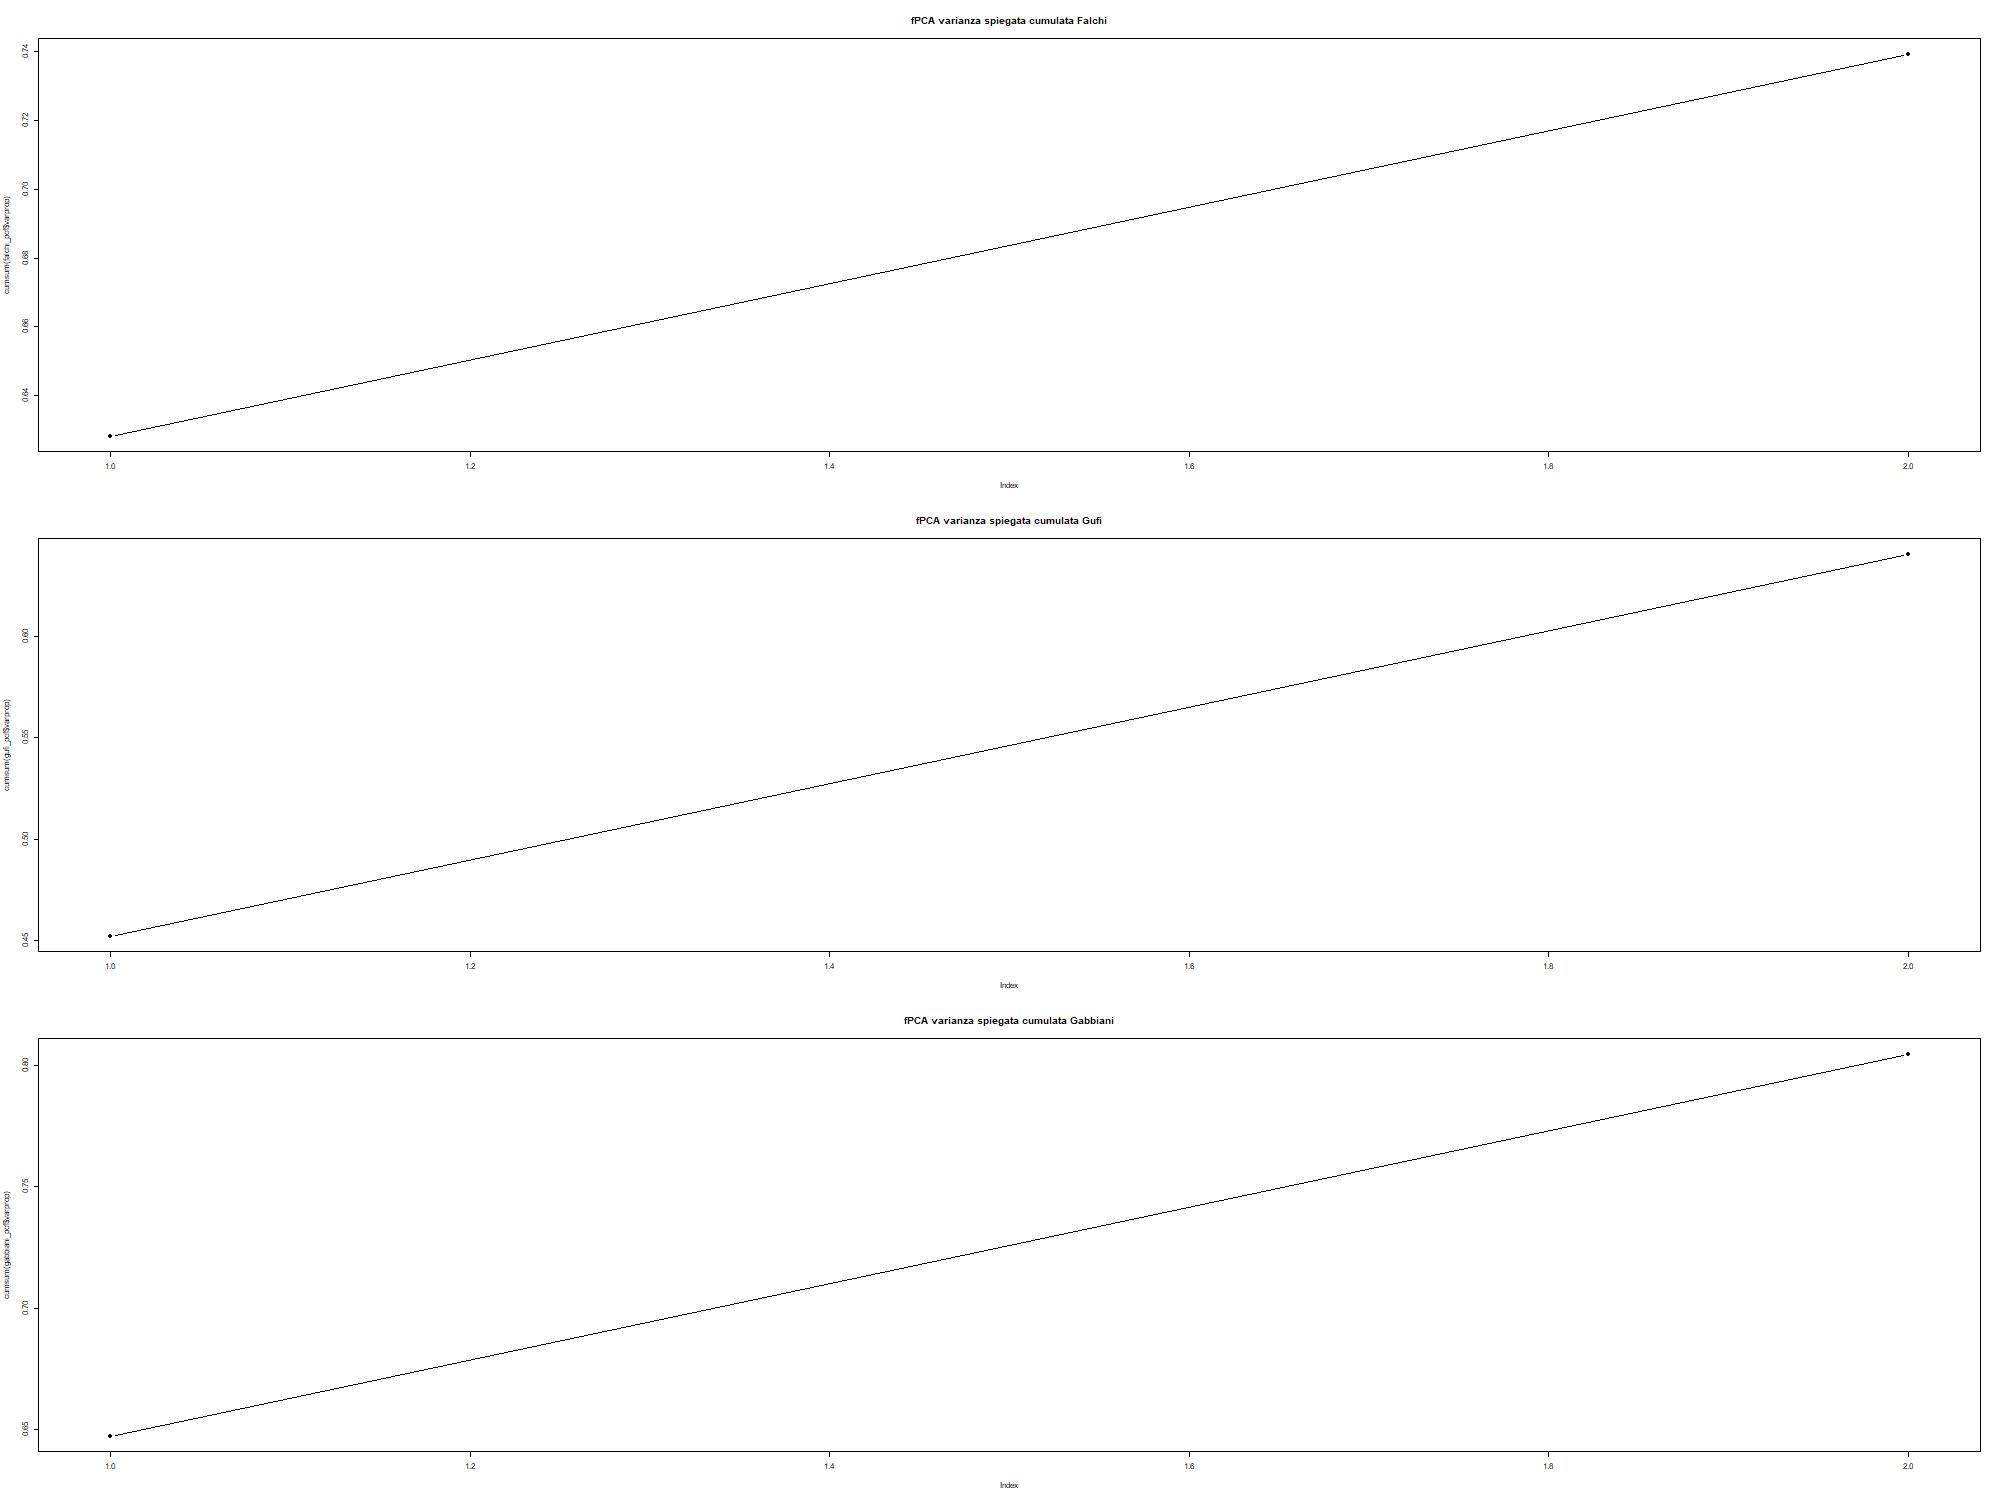 fPCA varianza spiegata cumulata Falchi
cumsum(falchi_pcf$varprop)
0.74
0.72
0.70
0.68
0.66
0.64
1.0 1.2 1.4 1.6 1.8 2.0
Index
fPCA varianza spiegata cumulata Gufi
cumsum(gufi_pcf$varprop)
0.60
0.55
0.50
0.45
1.0 1.2 1.4 1.6 1.8 2.0
Index
fPCA varianza spiegata cumulata Gabbiani
cumsum(gabbiani_pcf$varprop)
0.80
0.75
0.70
0.65
1.0 1.2 1.4 1.6 1.8 2.0
Index